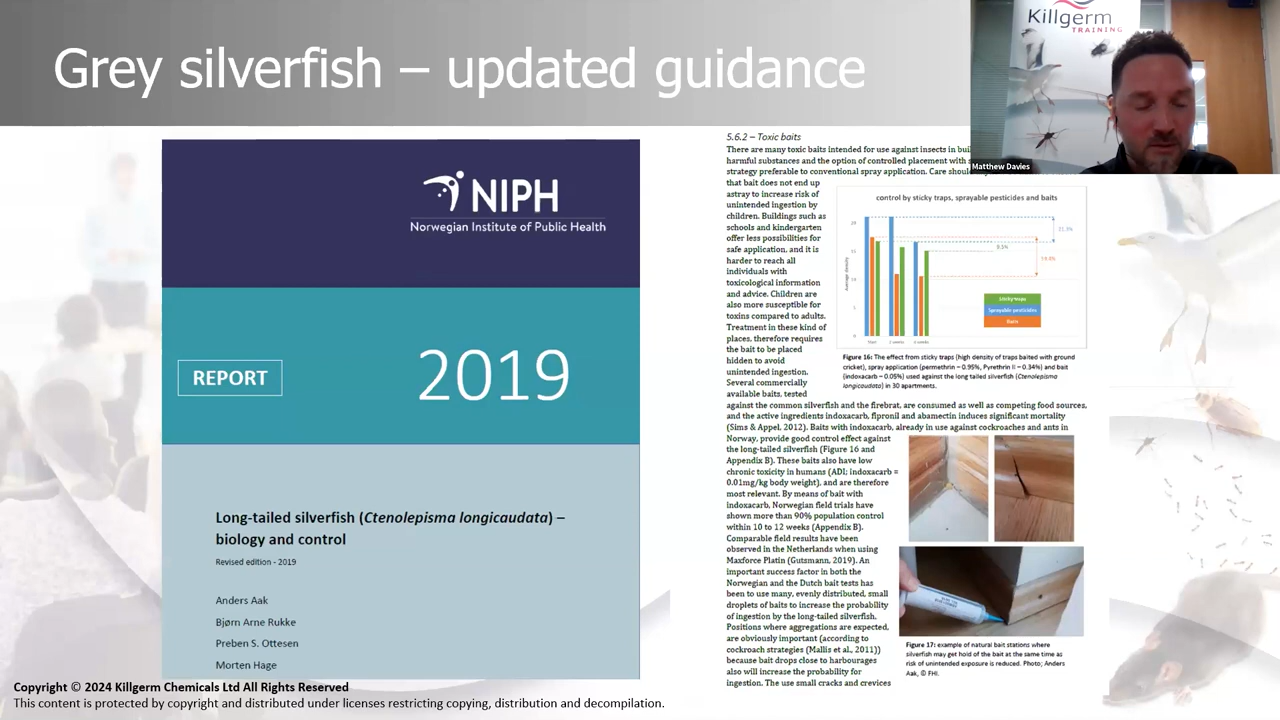 Grey silverfish – updated guidance
Killgerm
TRAINING
Matthew Davies
NIPH
Norwegian Institute of Public Health
REPORT
2019
Long-tailed silverfish (Ctenolepisma longicaudata) –
biology and control
Revised edition - 2019
Anders Aak
Bjørn Arne Rukke
Preben S. Ottesen
Morten Hage
5.6.2 – Toxic baits
There are many toxic baits intended for use against insects in
harmful substances and the option of controlled placement with
strategy preferable to conventional spray application. Care
that bait does not end up
astray to increase risk of
unintended ingestion by
children. Buildings such as
schools and kindergarten
offer less possibilities for
safe application, and it is
harder to reach all
individuals with
toxicological information
and advice. Children are
also more susceptible for
toxins compared to adults.
Treatment in these kind of
places, therefore requires
the bait to be placed
hidden to avoid
unintended ingestion.
Several commercially
available baits, tested
control by sticky traps, sprayable pesticides and baits
Average density
21.3%
9.5%
Sticky traps
Sprayable pesticides
Baits
Start
2 weeks
6 weeks
Figure 16: The effect from sticky traps (high density of traps baited with ground
cricket), spray application (permethrin – 0.95%, Pyrethrin II – 0.34%) and bait
(indoxacarb – 0.05%) used against the long tailed silverfish (Ctenolepisma
longicaudata) in 30 apartments.
against the common silverfish and the firebrat, are consumed as well as competing food sources,
and the active ingredients indoxacarb, fipronil and abamectin induces significant mortality
(Sims & Appel, 2012). Baits with indoxacarb, already in use against cockroaches and ants in
Norway, provide good control effect against
the long-tailed silverfish (Figure 16 and
Appendix B). These baits also have low
chronic toxicity in humans (ADI; indoxacarb =
0.01mg/kg body weight), and are therefore
most relevant. By means of bait with
indoxacarb, Norwegian field trials have
shown more than 90% population control
within 10 to 12 weeks (Appendix B).
Comparable field results have been
observed in the Netherlands when using
Maxforce Platin (Gutsmann, 2019). An
important success factor in both the
Norwegian and the Dutch bait tests has
been to use many, evenly distributed, small
droplets of baits to increase the probability
of ingestion by the long-tailed silverfish.
Positions where aggregations are expected,
are obviously important (according to
cockroach strategies (Mallis et al., 2011))
because bait drops close to harbourages
also will increase the probability for
ingestion. The use small cracks and crevices
Figure 17: example of natural bait stations where
silverfish may get hold of the bait at the same time as
risk of unintended exposure is reduced. Photo; Anders
Aak, © FHI.
Copyright © 2024 Killgerm Chemicals Ltd All Rights Reserved
This content is protected by copyright and distributed under licenses restricting copying, distribution and decompilation.